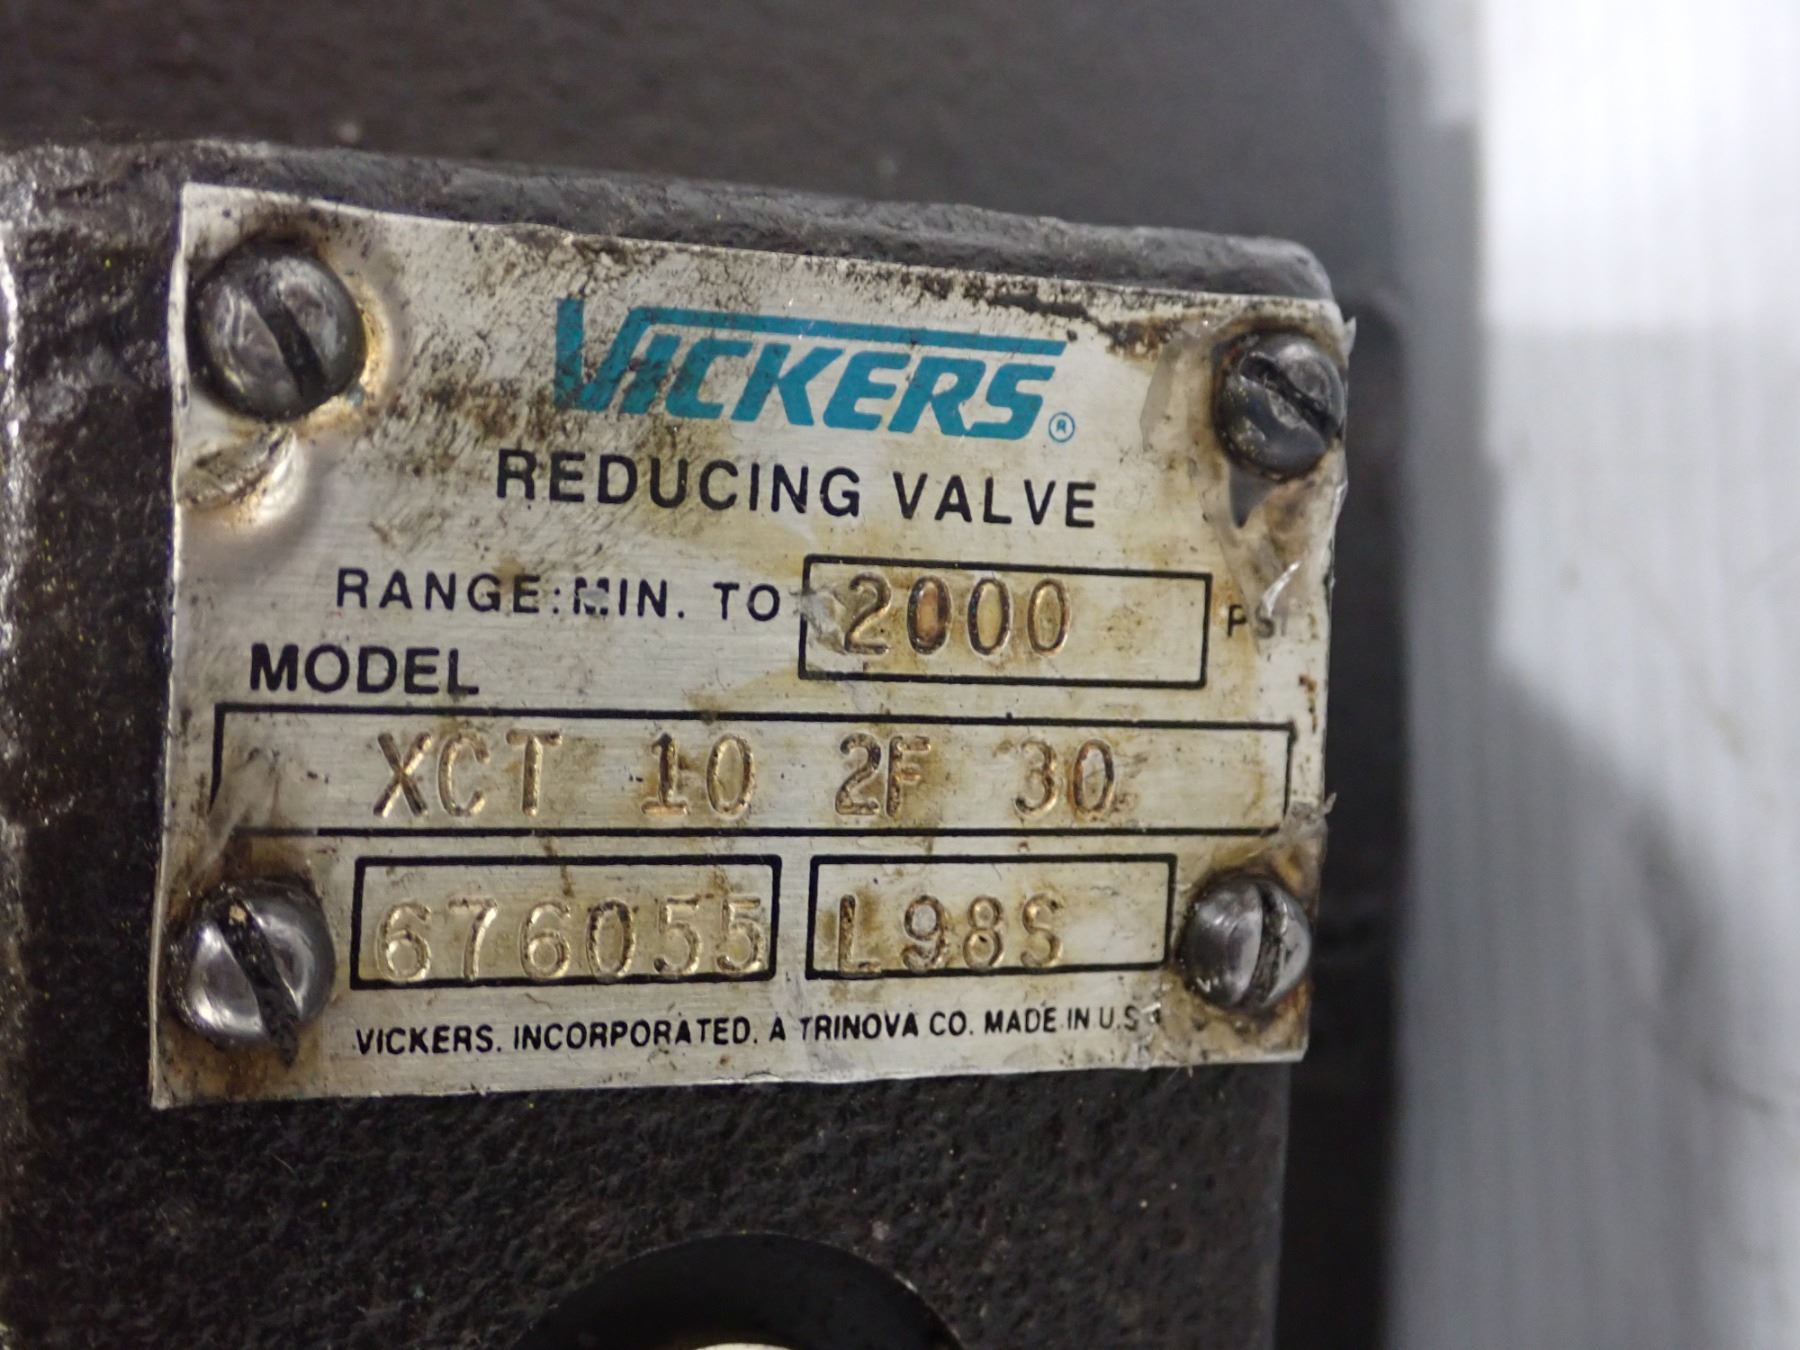 VICKERS®
REDUCING VALVE
RANGE: MIN. TO 2000 PSI
MODEL
XCT 10 2F 30
676055 L98S
VICKERS, INCORPORATED, A TRINOVA CO. MADE IN U.S.A